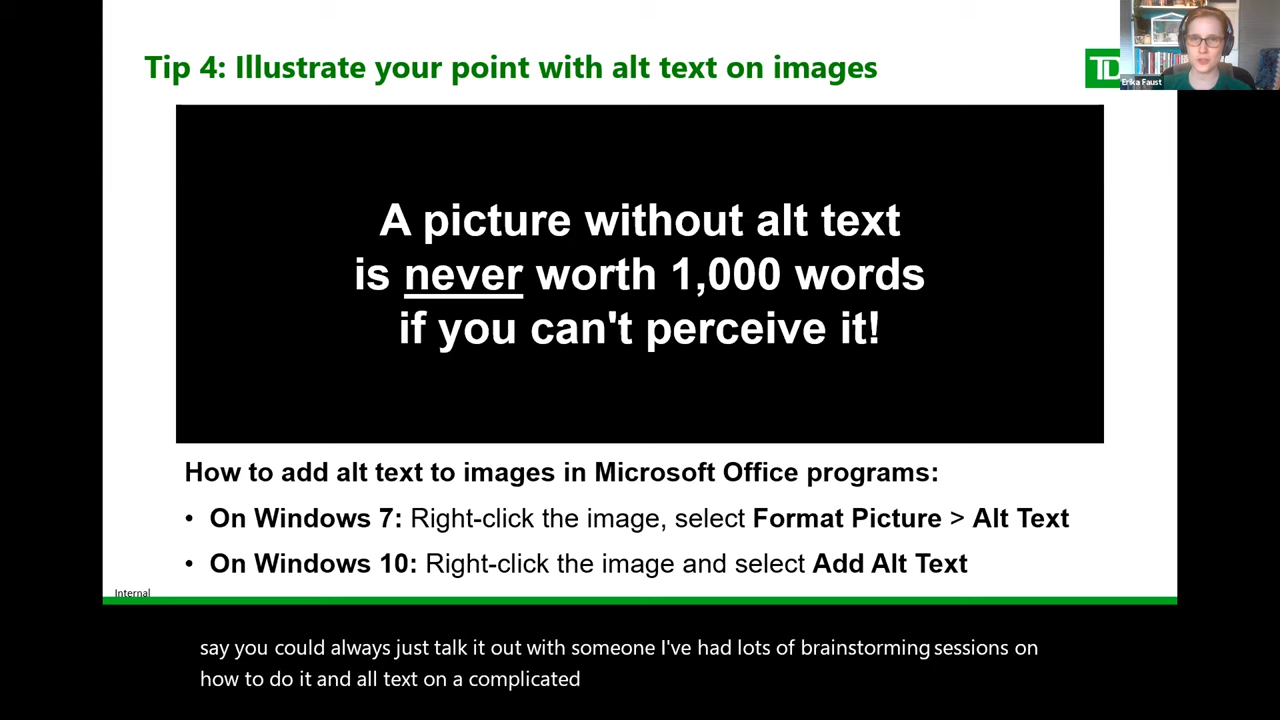 Tip 4: Illustrate your point with alt text on images
TD
Erika Faust
A picture without alt text
is never worth 1,000 words
if you can't perceive it!
How to add alt text to images in Microsoft Office programs:
• On Windows 7: Right-click the image, select Format Picture > Alt Text
• On Windows 10: Right-click the image and select Add Alt Text
Internal
say you could always just talk it out with someone I've had lots of brainstorming sessions on
how to do it and all text on a complicated